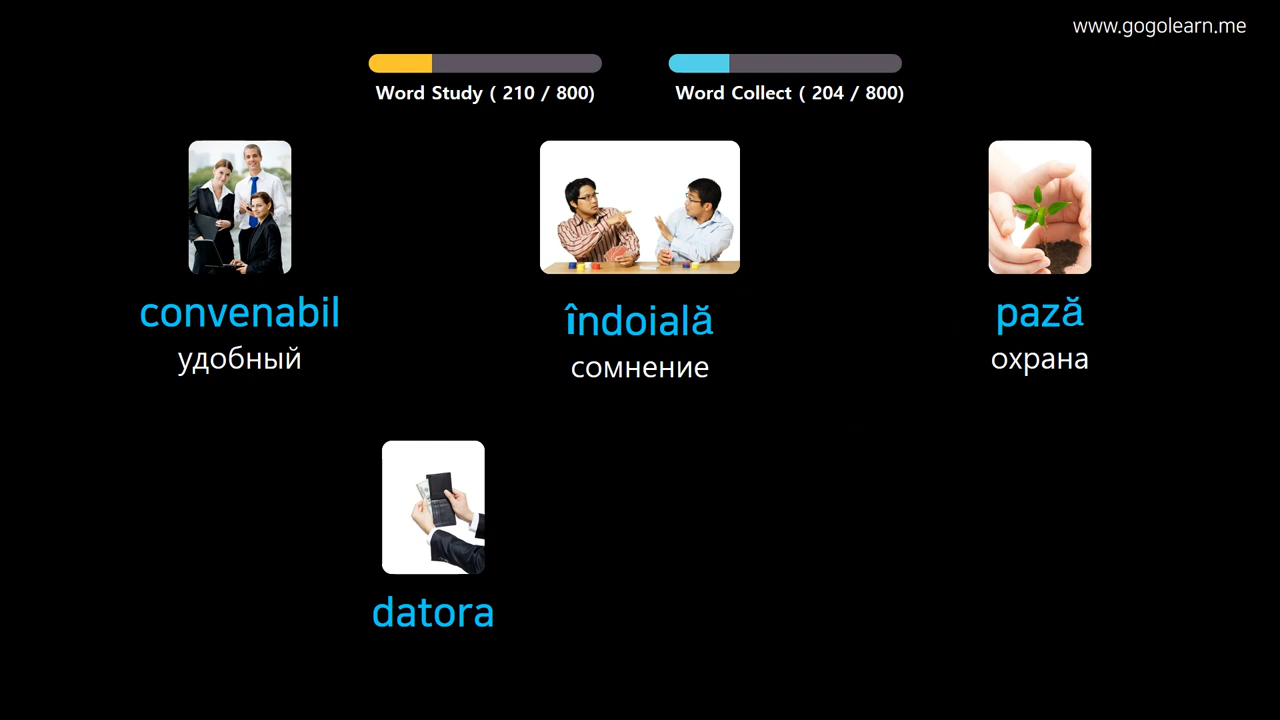 www.gogolearn.me
Word Study ( 210 / 800)
Word Collect ( 204 / 800)
convenabil
удобный
îndoială
сомнение
pază
охрана
datora